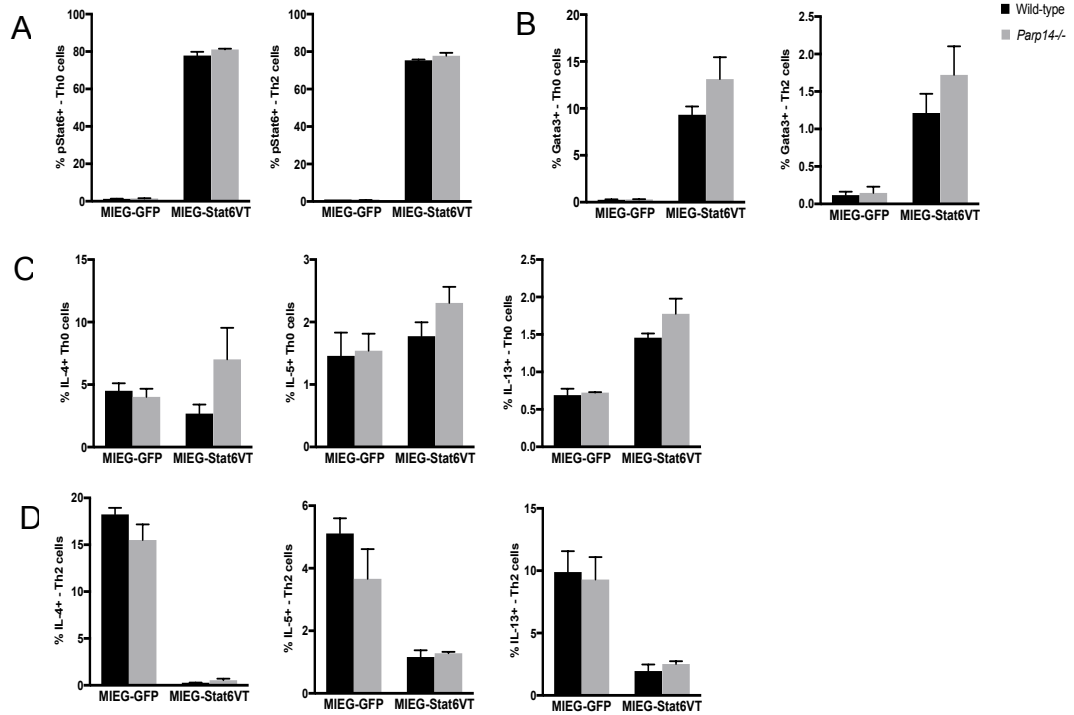 A
% pStat6+ - Th0 cells
100
80
60
40
20
0
MIEG-GFP MIEG-Stat6VT
% pStat6+ - Th2 cells
100
80
60
40
20
0
MIEG-GFP MIEG-Stat6VT
B
% Gata3+ - Th0 cells
20
15
10
5
0
MIEG-GFP MIEG-Stat6VT
% Gata3+ - Th2 cells
2.5
2.0
1.5
1.0
0.5
0.0
MIEG-GFP MIEG-Stat6VT
Wild-type
Parp14-/-
C
% IL-4+ Th0 cells
15
10
5
0
MIEG-GFP MIEG-Stat6VT
% IL-5+ Th0 cells
3
2
1
0
MIEG-GFP MIEG-Stat6VT
% IL-13+ - Th0 cells
2.5
2.0
1.5
1.0
0.5
0.0
MIEG-GFP MIEG-Stat6VT
D
% IL-4+ - Th2 cells
20
15
10
5
0
MIEG-GFP MIEG-Stat6VT
% IL-5+ - Th2 cells
6
4
2
0
MIEG-GFP MIEG-Stat6VT
% IL-13+ - Th2 cells
15
10
5
0
MIEG-GFP MIEG-Stat6VT